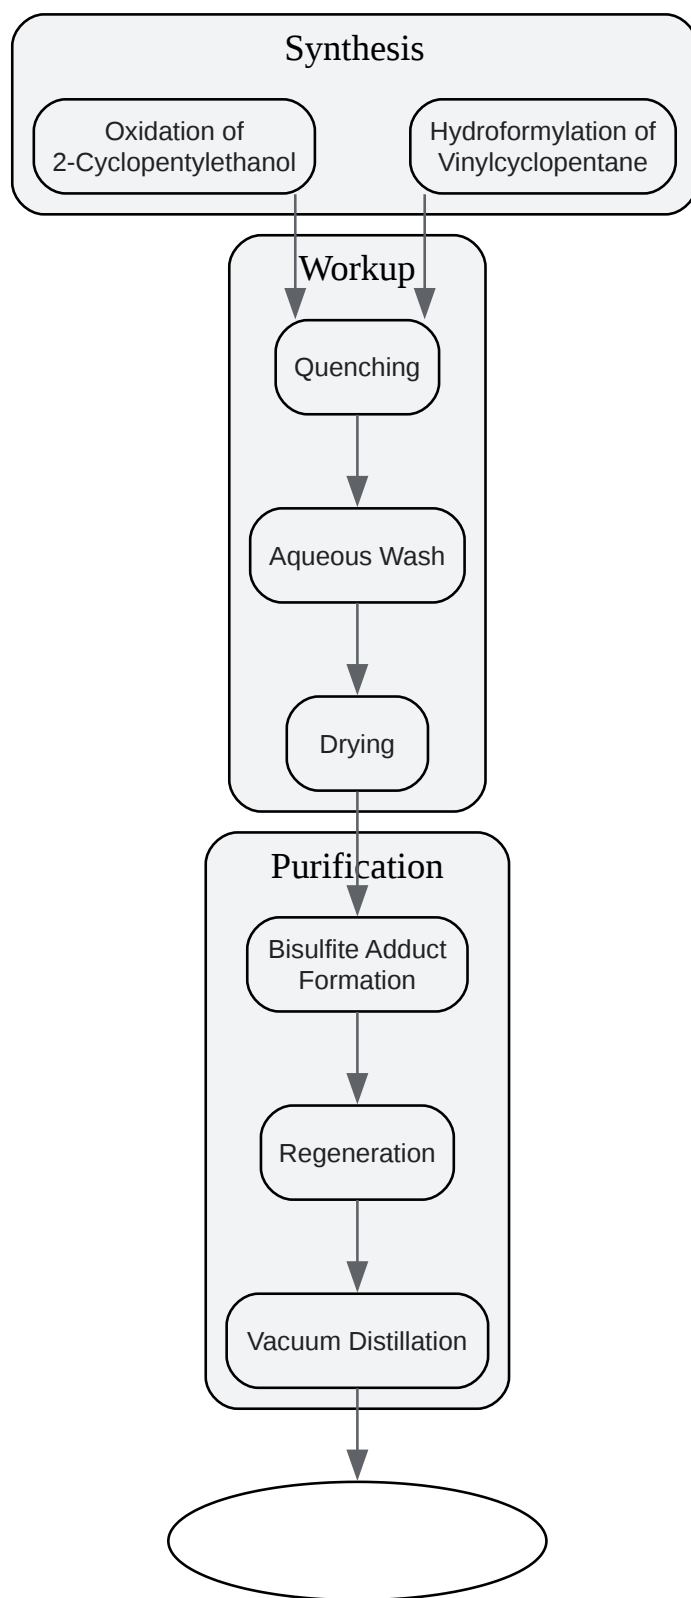 Synthesis
Oxidation of
2-Cyclopentylethanol
Hydroformylation of
Vinylcyclopentane
Workup
Quenching
Aqueous Wash
Drying
Purification
Bisulfite Adduct
Formation
Regeneration
Vacuum Distillation